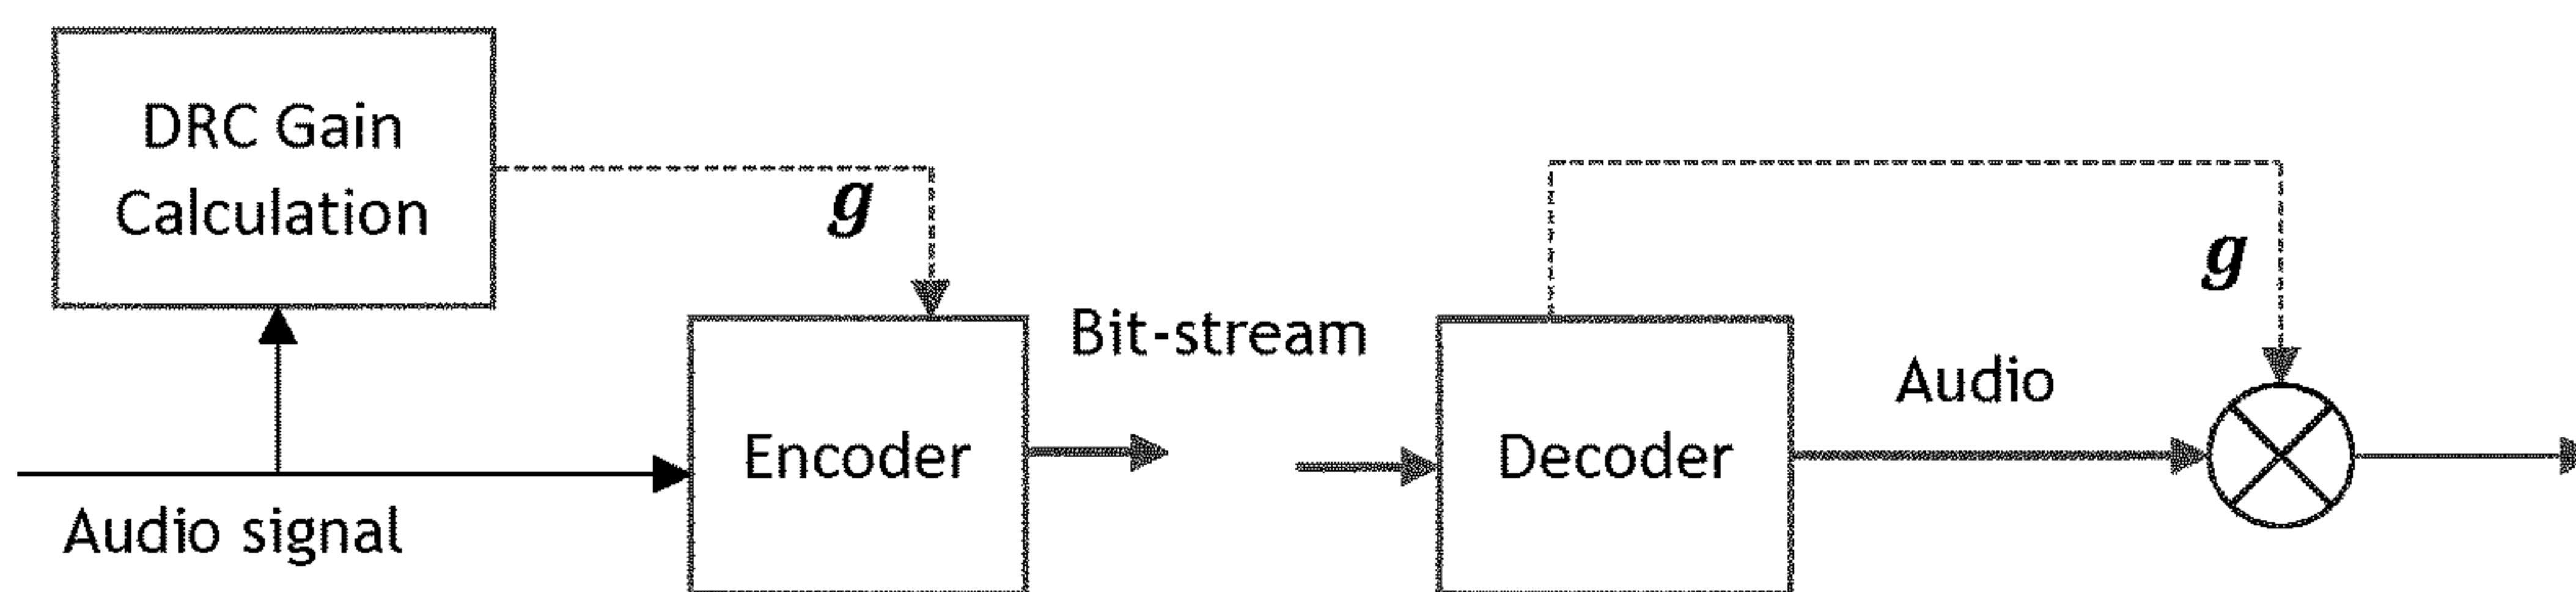 DRC Gain
Calculation
g
Bit-stream
g
Audio
Encoder
Decoder
Audio signal